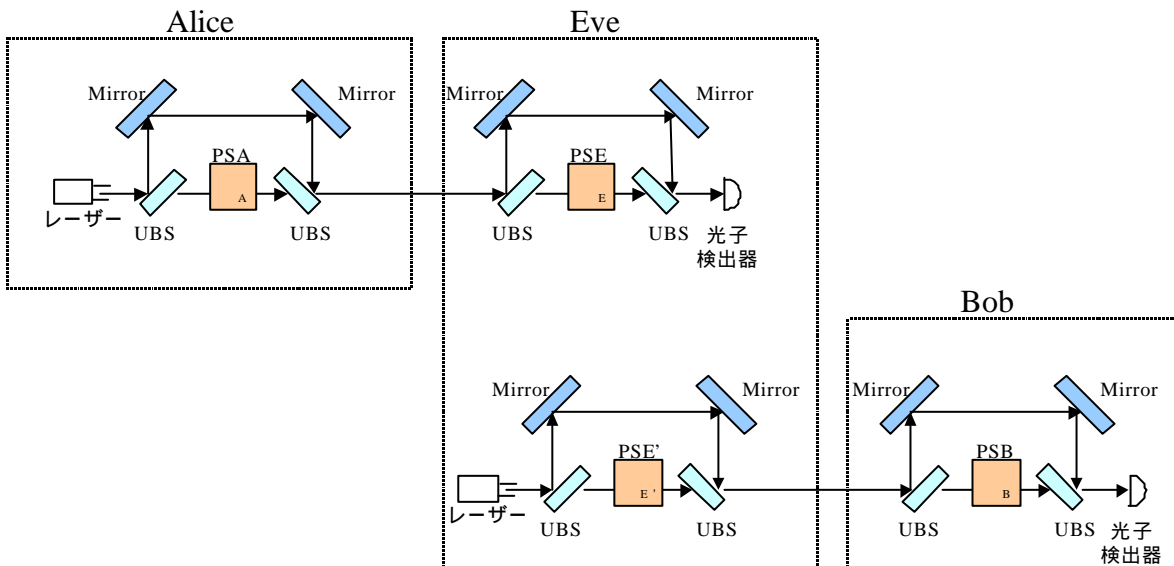 Alice
Eve
Mirror
Mirror
Mirror
Mirror
PSA
PSE
A
E
レーザー
UBS
UBS
UBS
UBS
光子
検出器
Bob
Mirror
Mirror
Mirror
Mirror
PSE’
PSB
E ’
B
レーザー
UBS
UBS
UBS
UBS
光子
検出器